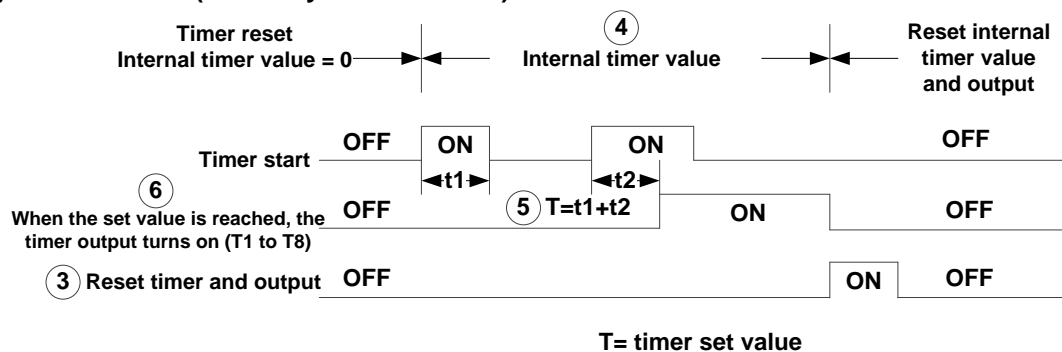 Timer reset
Internal timer value = 0
4
Internal timer value
Reset internal
timer value
and output
Timer start
OFF
ON
ON
OFF
t1
t2
6
When the set value is reached, the
timer output turns on (T1 to T8)
OFF
5 T=t1+t2
ON
OFF
3 Reset timer and output
OFF
ON
OFF
T= timer set value